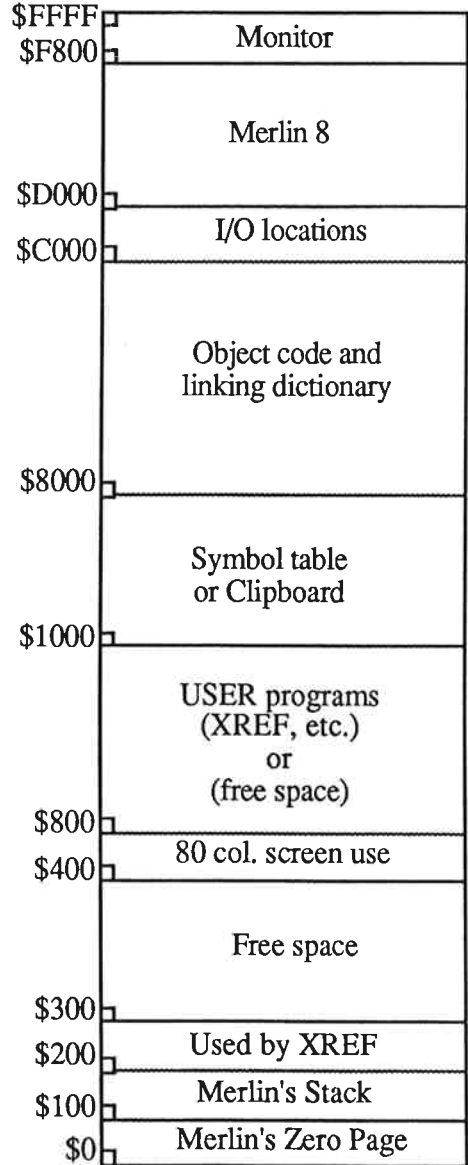 $FFFF
Monitor
$F800
Merlin 8
$D000
I/O locations
$C000
Object code and
linking dictionary
$8000
Symbol table
or Clipboard
$1000
USER programs
(XREF, etc.)
or
(free space)
$800
80 col. screen use
$400
Free space
$300
Used by XREF
$200
Merlin's Stack
$100
Merlin's Zero Page
$0